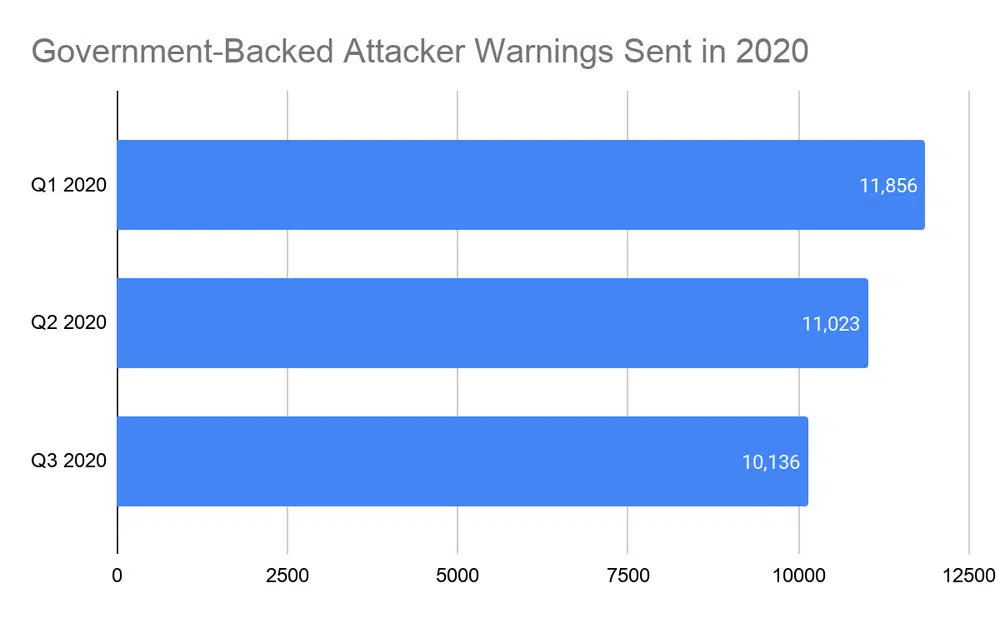 Government-Backed Attacker Warnings Sent in 2020
Q1 2020
11,856
Q2 2020
11,023
Q3 2020
10,136
0 2500 5000 7500 10000 12500